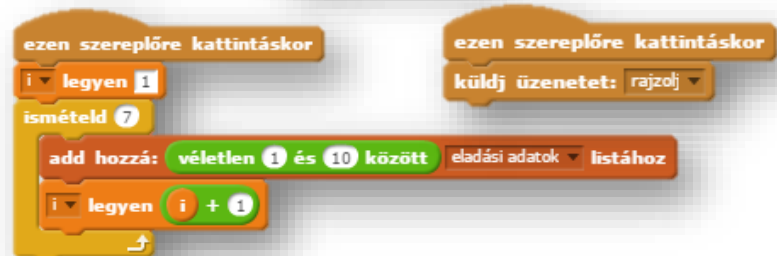 ezen szereplőre kattintáskor
i legyen 1
ismételd 7
add hozzá: véletlen 1 és 10 között eladási adatok listához
i legyen i + 1
ezen szereplőre kattintáskor
küldj üzenetet: rajzolj